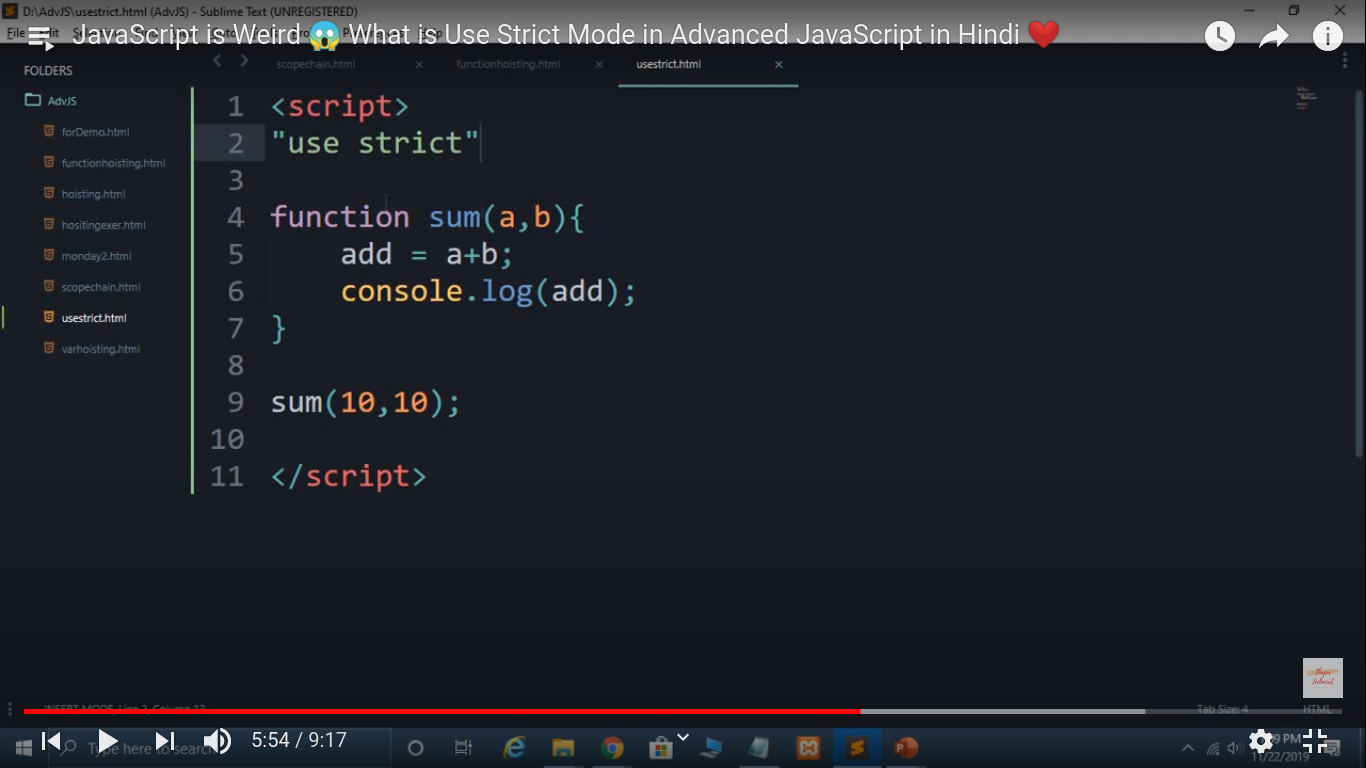 D:\AdvJS\usestrict.html (AdvJS) - Sublime Text (UNREGISTERED)
File Edit
JavaScript is Weird 😱 What is Use Strict Mode in Advanced JavaScript in Hindi ❤️
FOLDERS
AdvJS
forDemo.html
functionhoisting.html
hoisting.html
hositingexer.html
monday2.html
scopechain.html
usestrict.html
varhoisting.html
scopechain.html × functionhoisting.html × usestrict.html ×
1 <script>
2 "use strict"
3
4 function sum(a,b){
5     add = a+b;
6     console.log(add);
7 }
8
9 sum(10,10);
10
11 </script>
Thapa Technical
INSERT MODE, Line 2, Column 13
Tab Size: 4 HTML
5:54 / 9:17
Type here to search
9 PM
11/22/2019